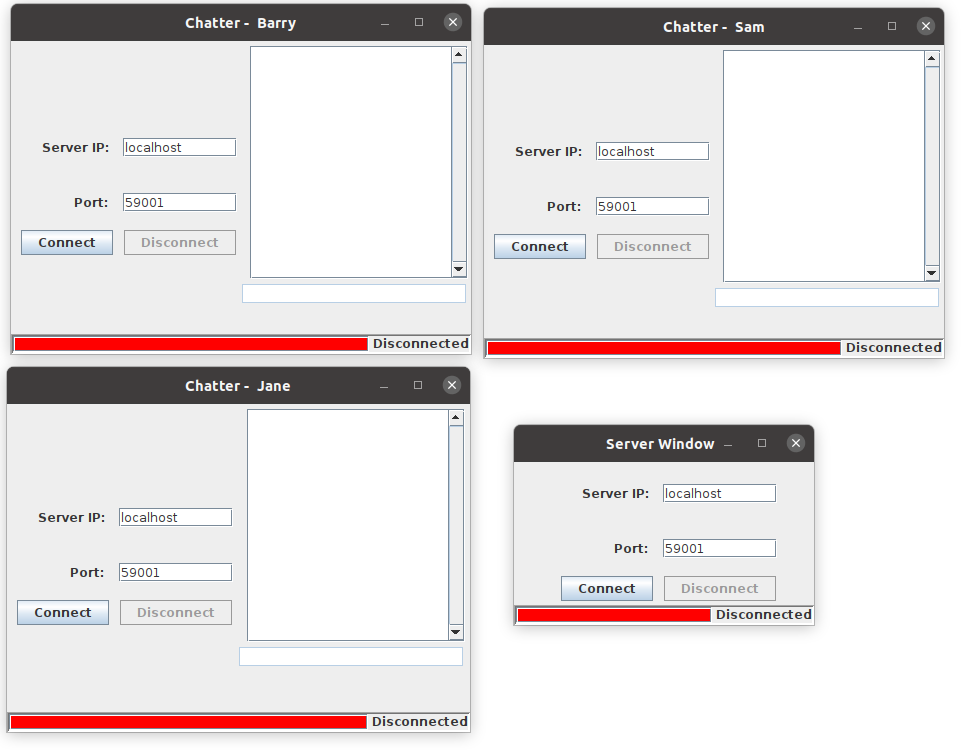 Chatter -  Barry
Server IP: localhost
Port: 59001
Connect Disconnect
Disconnected
Chatter -  Sam
Server IP: localhost
Port: 59001
Connect Disconnect
Disconnected
Chatter -  Jane
Server IP: localhost
Port: 59001
Connect Disconnect
Disconnected
Server Window
Server IP: localhost
Port: 59001
Connect Disconnect
Disconnected